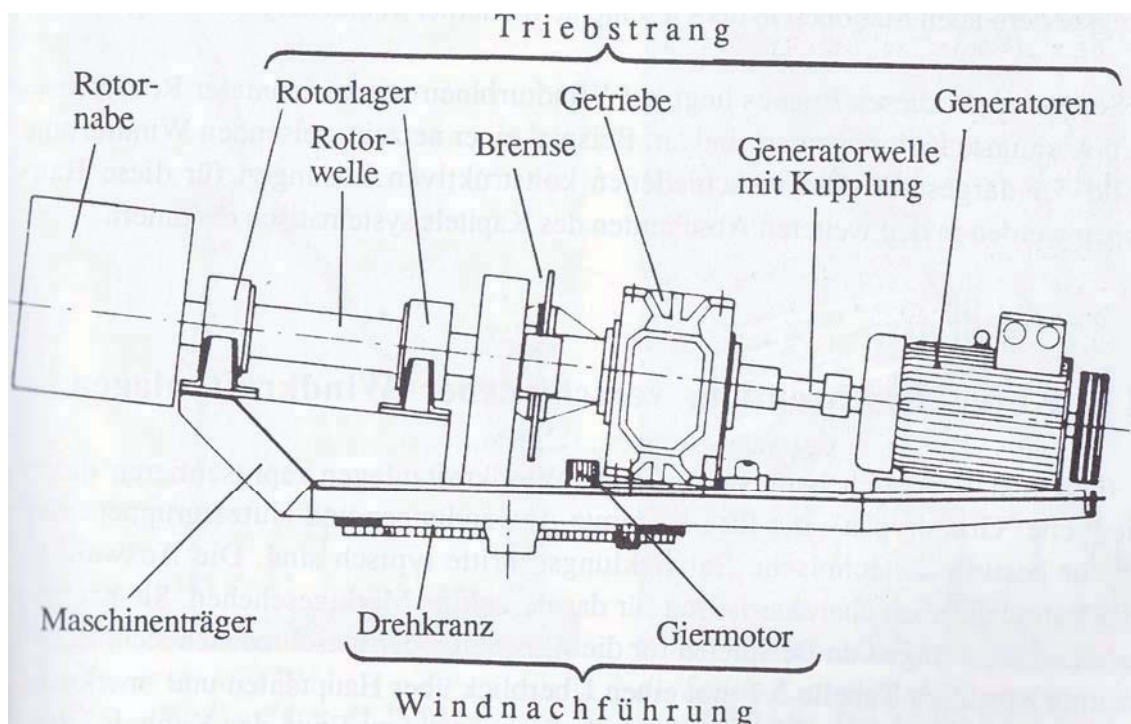 Triebstrang
Rotor-
nabe
Rotorlager
Rotor-
welle
Bremse
Getriebe
Generatorwelle
mit Kupplung
Generatoren
Maschinenträger
Drehkranz
Giermotor
Windnachführung